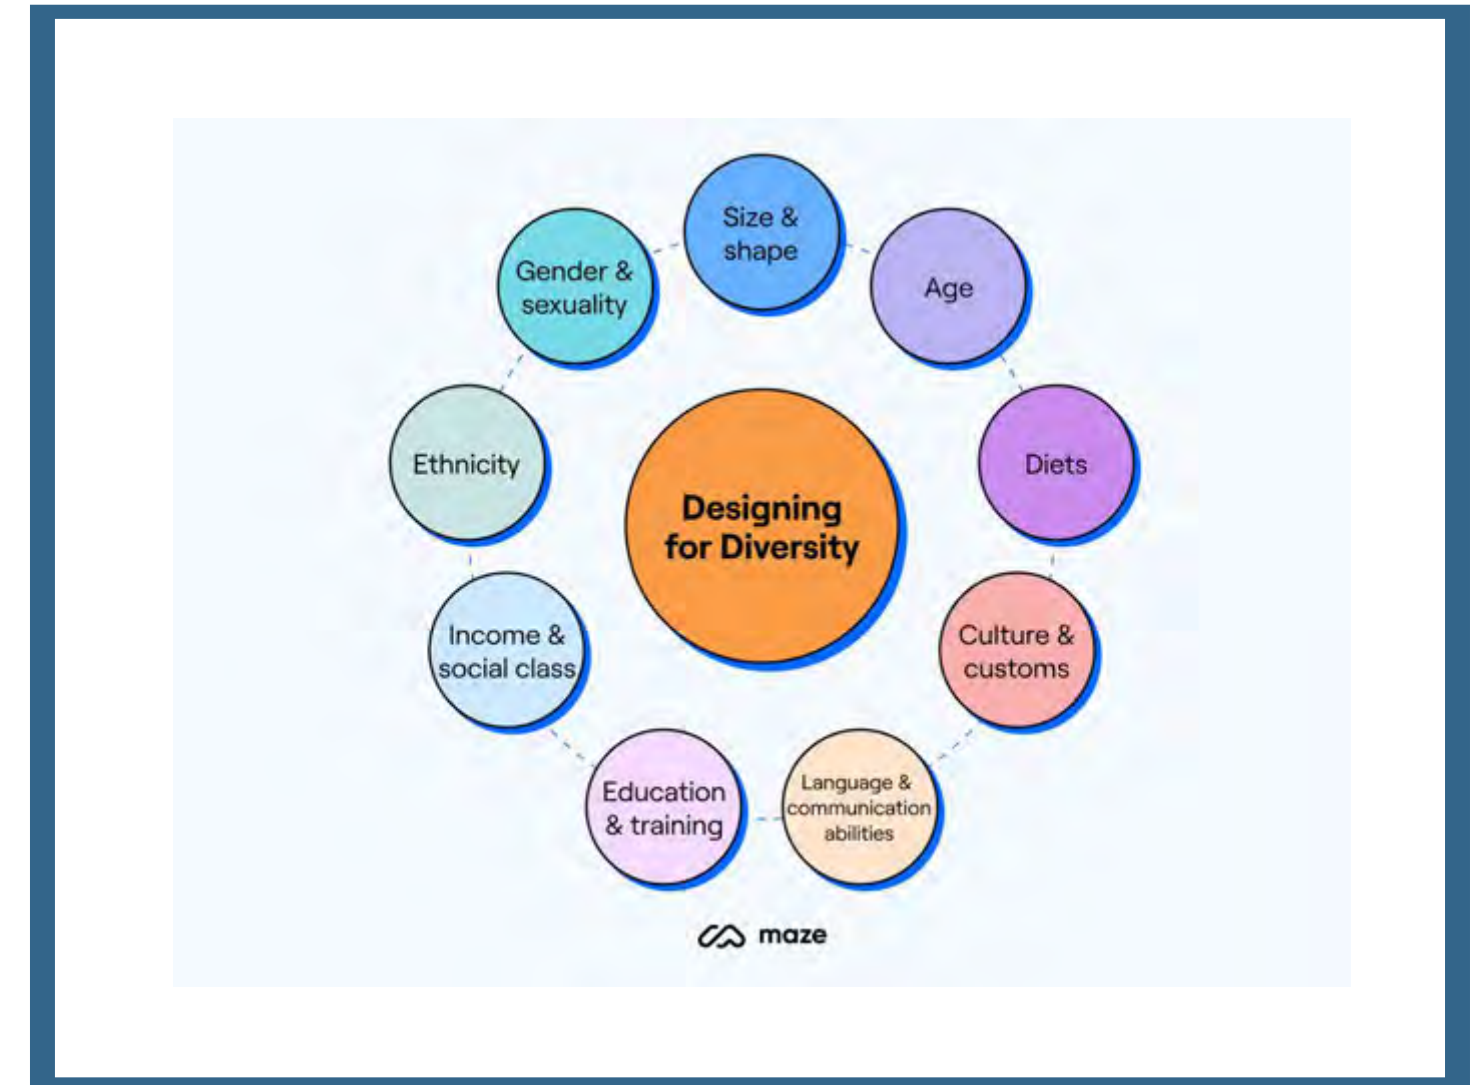 Size &
shape
Gender &
sexuality
Age
Ethnicity
Diets
Designing
for Diversity
Income &
social class
Culture &
customs
Education
& training
Language &
communication
abilities
maze